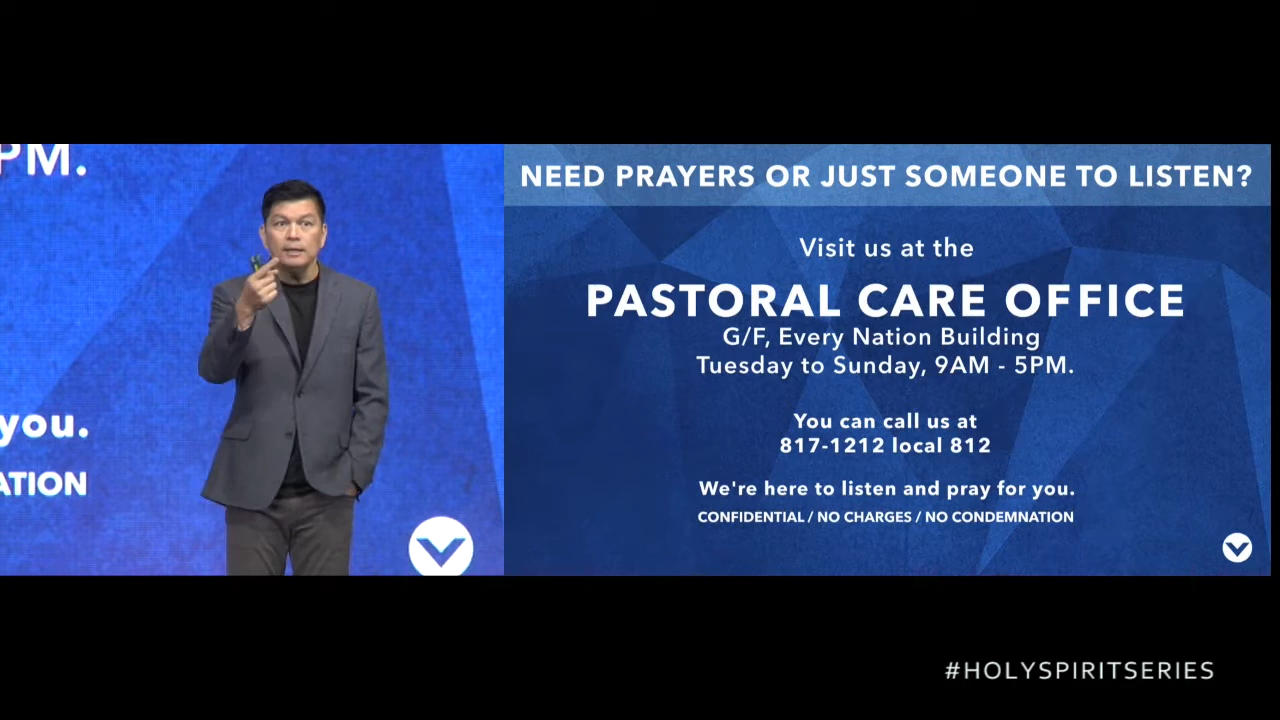 PM.
you.
ATION
NEED PRAYERS OR JUST SOMEONE TO LISTEN?
Visit us at the
PASTORAL CARE OFFICE
G/F, Every Nation Building
Tuesday to Sunday, 9AM - 5PM.
You can call us at
817-1212 local 812
We're here to listen and pray for you.
CONFIDENTIAL / NO CHARGES / NO CONDEMNATION
#HOLYSPIRITSERIES